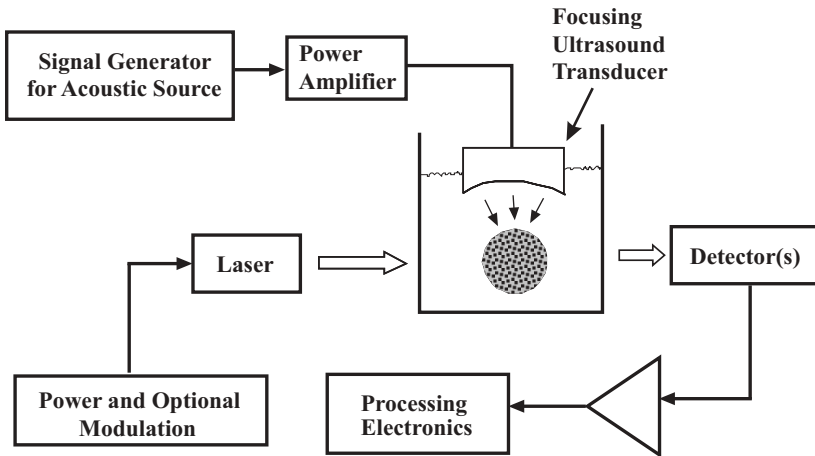 Signal Generator
for Acoustic Source
Power
Amplifier
Focusing
Ultrasound
Transducer
Laser
Detector(s)
Power and Optional
Modulation
Processing
Electronics